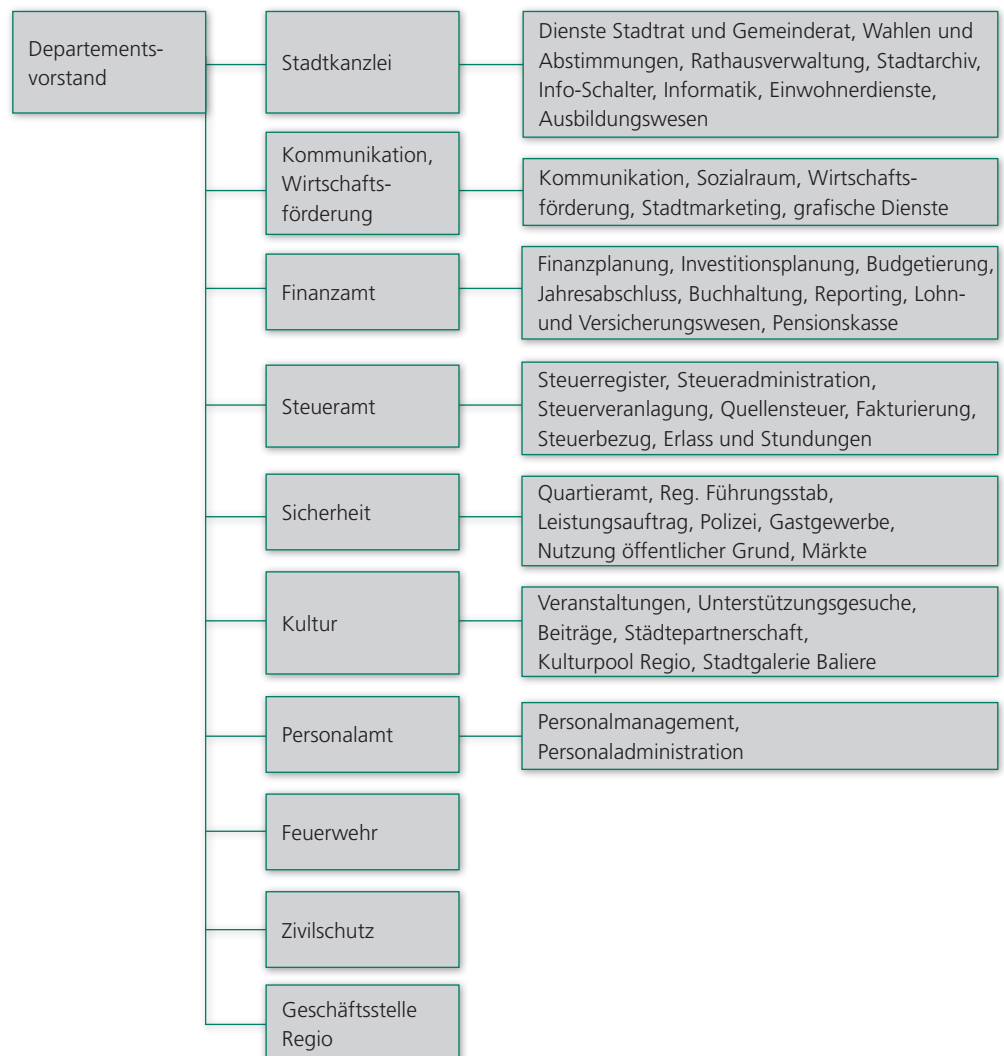 Departements-
vorstand
Stadtkanzlei
Dienste Stadtrat und Gemeinderat, Wahlen und
Abstimmungen, Rathausverwaltung, Stadtarchiv,
Info-Schalter, Informatik, Einwohnerdienste,
Ausbildungswesen
Kommunikation,
Wirtschafts-
förderung
Kommunikation, Sozialraum, Wirtschafts-
förderung, Stadtmarketing, grafische Dienste
Finanzamt
Finanzplanung, Investitionsplanung, Budgetierung,
Jahresabschluss, Buchhaltung, Reporting, Lohn-
und Versicherungswesen, Pensionskasse
Steueramt
Steuerregister, Steueradministration,
Steuerveranlagung, Quellensteuer, Fakturierung,
Steuerbezug, Erlass und Stundungen
Sicherheit
Quartieramt, Reg. Führungsstab,
Leistungsauftrag, Polizei, Gastgewerbe,
Nutzung öffentlicher Grund, Märkte
Kultur
Veranstaltungen, Unterstützungsgesuche,
Beiträge, Städtepartnerschaft,
Kulturpool Regio, Stadtgalerie Baliere
Personalamt
Personalmanagement,
Personaladministration
Feuerwehr
Zivilschutz
Geschäftsstelle
Regio